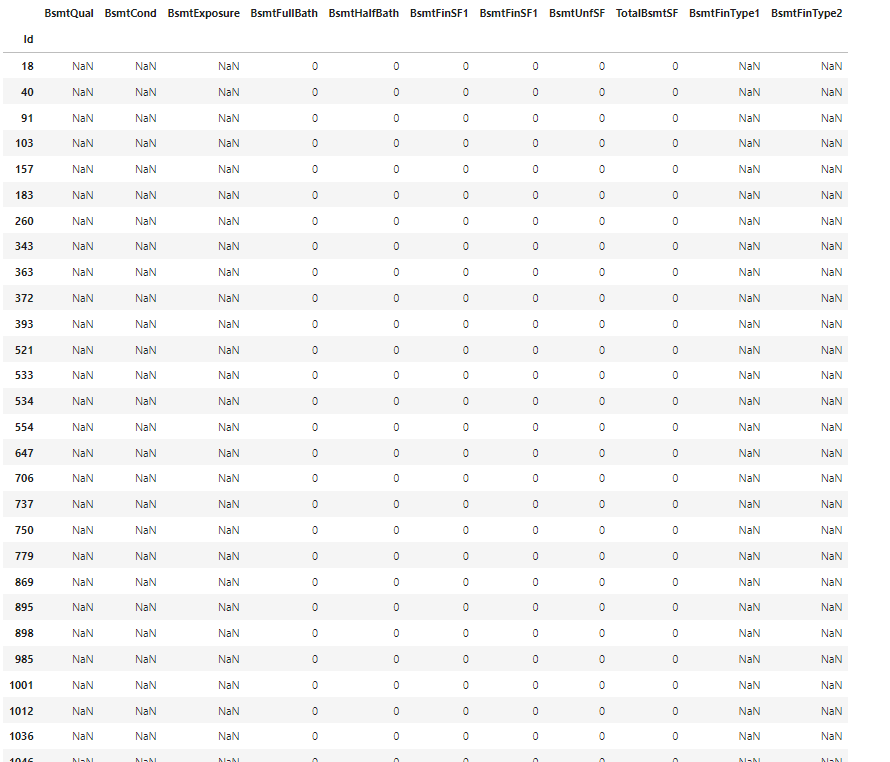 BsmtQual BsmtCond BsmtExposure BsmtFullBath BsmtHalfBath BsmtFinSF1 BsmtFinSF1 BsmtUnfSF TotalBsmtSF BsmtFinType1 BsmtFinType2
Id
18 NaN NaN NaN 0 0 0 0 0 0 NaN NaN
40 NaN NaN NaN 0 0 0 0 0 0 NaN NaN
91 NaN NaN NaN 0 0 0 0 0 0 NaN NaN
103 NaN NaN NaN 0 0 0 0 0 0 NaN NaN
157 NaN NaN NaN 0 0 0 0 0 0 NaN NaN
183 NaN NaN NaN 0 0 0 0 0 0 NaN NaN
260 NaN NaN NaN 0 0 0 0 0 0 NaN NaN
343 NaN NaN NaN 0 0 0 0 0 0 NaN NaN
363 NaN NaN NaN 0 0 0 0 0 0 NaN NaN
372 NaN NaN NaN 0 0 0 0 0 0 NaN NaN
393 NaN NaN NaN 0 0 0 0 0 0 NaN NaN
521 NaN NaN NaN 0 0 0 0 0 0 NaN NaN
533 NaN NaN NaN 0 0 0 0 0 0 NaN NaN
534 NaN NaN NaN 0 0 0 0 0 0 NaN NaN
554 NaN NaN NaN 0 0 0 0 0 0 NaN NaN
647 NaN NaN NaN 0 0 0 0 0 0 NaN NaN
706 NaN NaN NaN 0 0 0 0 0 0 NaN NaN
737 NaN NaN NaN 0 0 0 0 0 0 NaN NaN
750 NaN NaN NaN 0 0 0 0 0 0 NaN NaN
779 NaN NaN NaN 0 0 0 0 0 0 NaN NaN
869 NaN NaN NaN 0 0 0 0 0 0 NaN NaN
895 NaN NaN NaN 0 0 0 0 0 0 NaN NaN
898 NaN NaN NaN 0 0 0 0 0 0 NaN NaN
985 NaN NaN NaN 0 0 0 0 0 0 NaN NaN
1001 NaN NaN NaN 0 0 0 0 0 0 NaN NaN
1012 NaN NaN NaN 0 0 0 0 0 0 NaN NaN
1036 NaN NaN NaN 0 0 0 0 0 0 NaN NaN